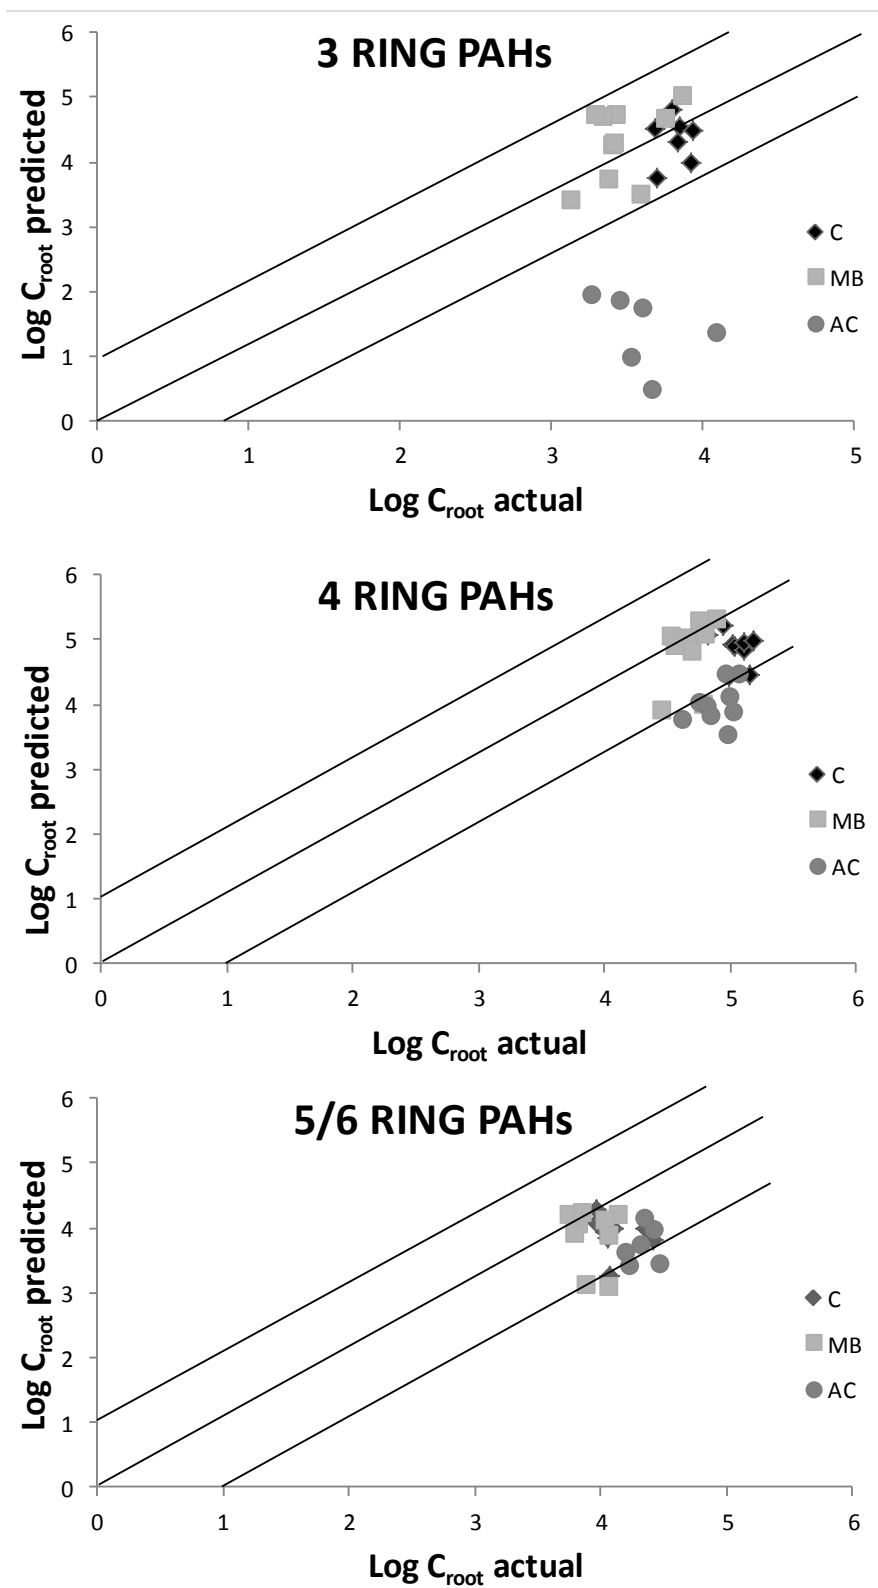 3 RING PAHs
Log Croot predicted
6
5
4
3
2
1
0
0 1 2 3 4 5
Log Croot actual
C
MB
AC
4 RING PAHs
Log Croot predicted
6
5
4
3
2
1
0
0 1 2 3 4 5 6
Log Croot actual
C
MB
AC
5/6 RING PAHs
Log Croot predicted
6
5
4
3
2
1
0
0 1 2 3 4 5 6
Log Croot actual
C
MB
AC